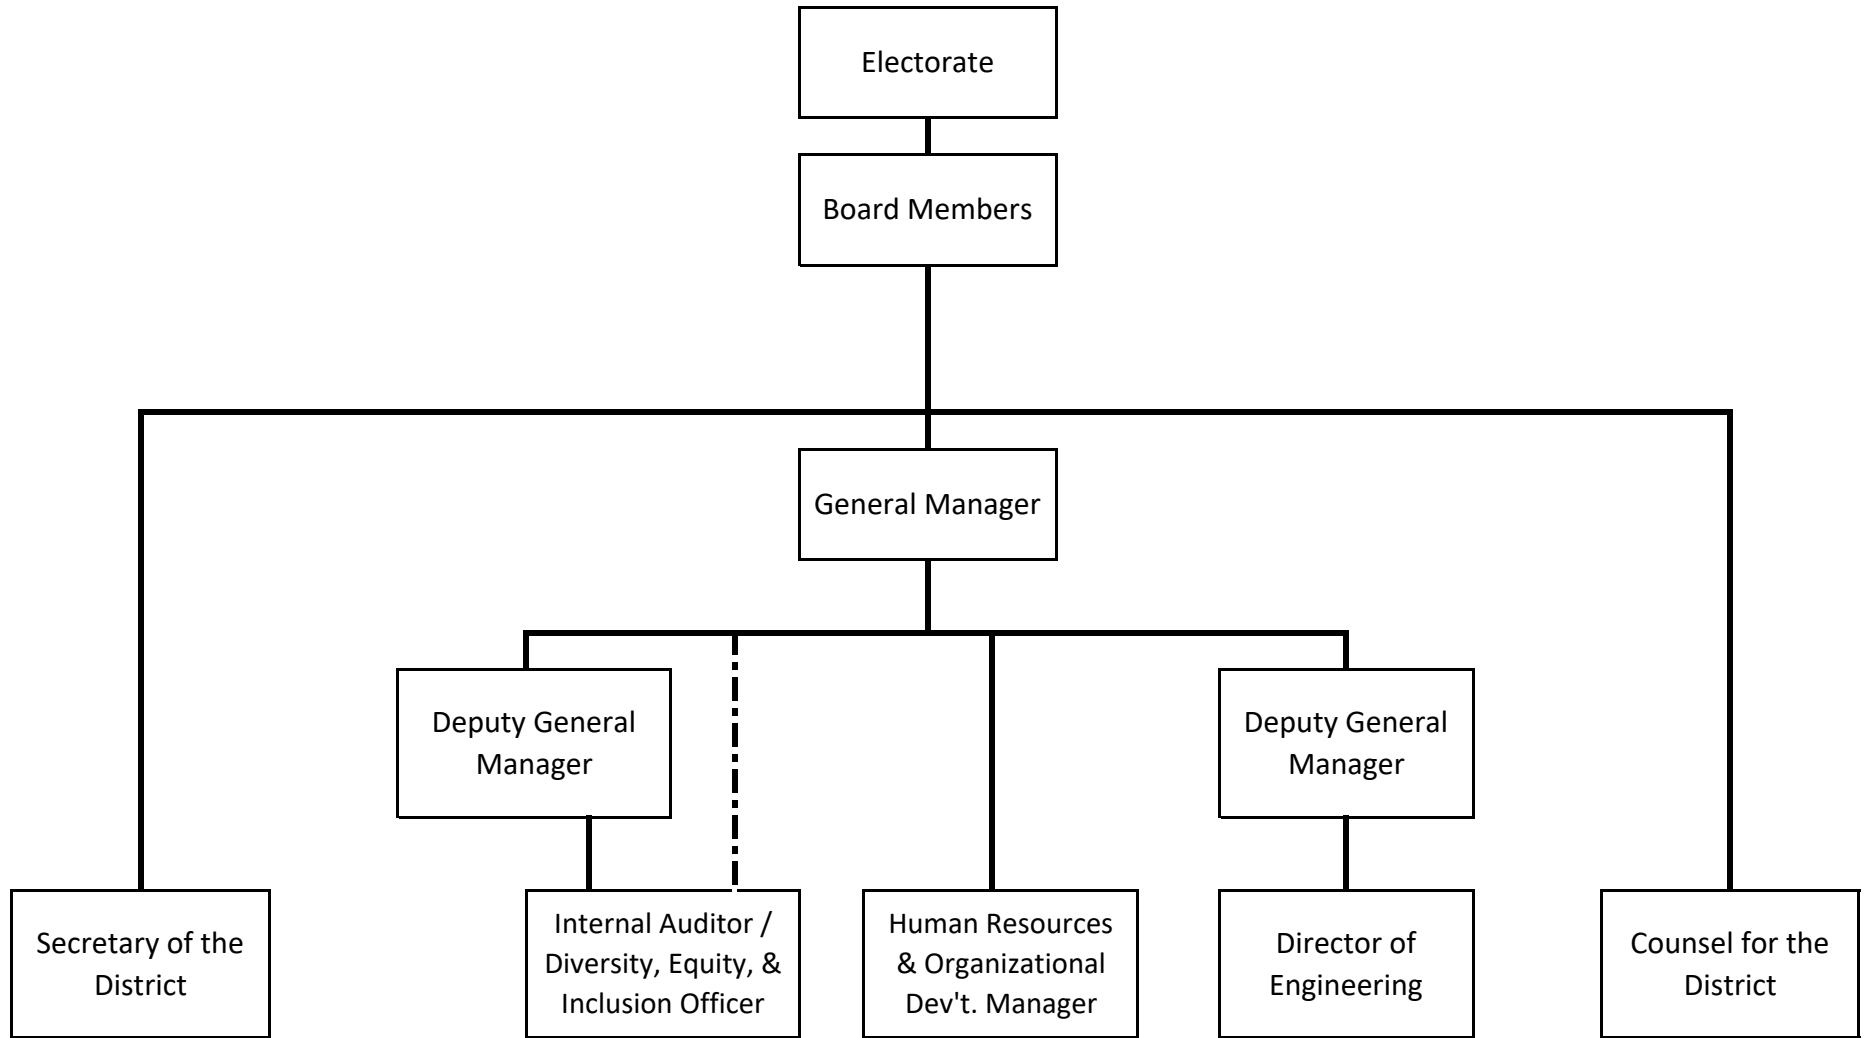 Electorate
Board Members
General Manager
Deputy General
Manager
Deputy General
Manager
Secretary of the
District
Internal Auditor /
Diversity, Equity, &
Inclusion Officer
Human Resources
& Organizational
Dev't. Manager
Director of
Engineering
Counsel for the
District